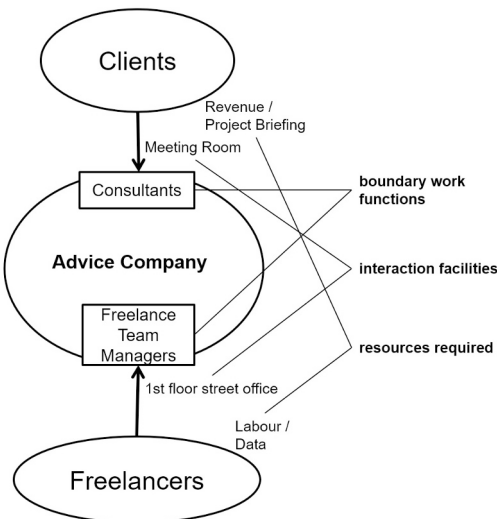 Clients
Revenue /
Project Briefing
Meeting Room
Consultants
boundary work
functions
Advice Company
interaction facilities
Freelance
Team
Managers
resources required
1st floor street office
Labour /
Data
Freelancers